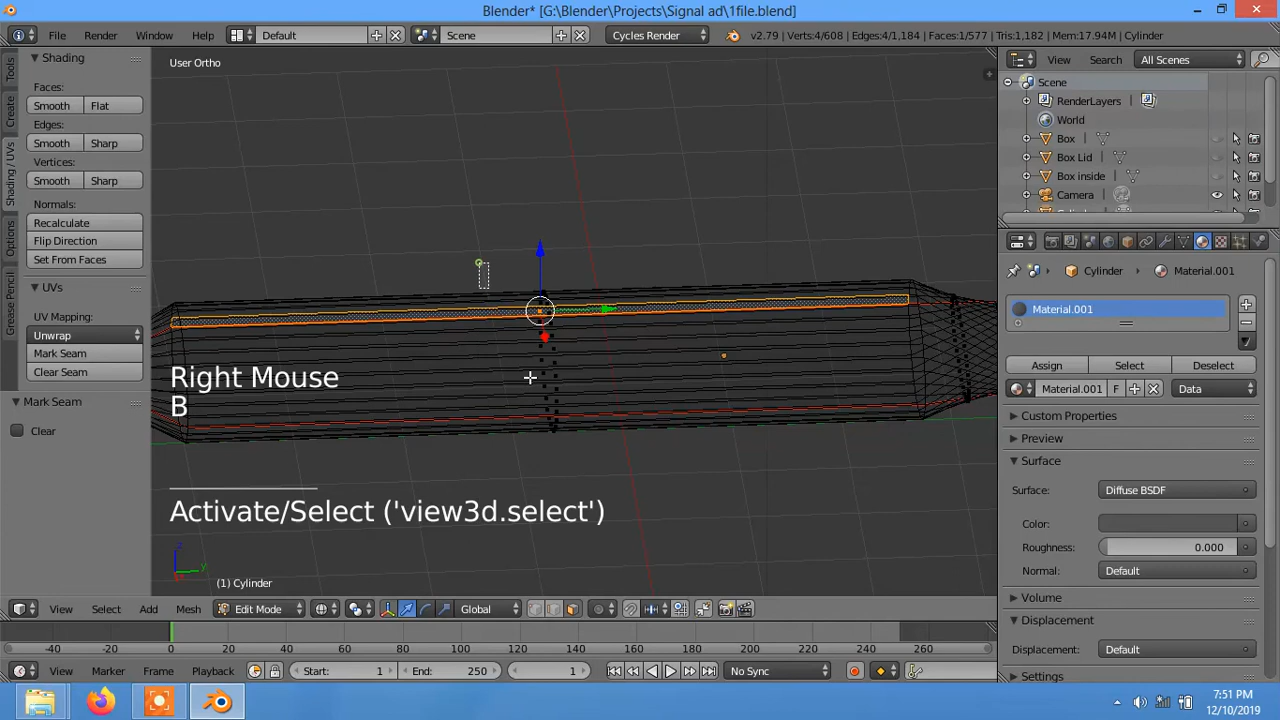 Blender* [G:\Blender\Projects\Signal ad\1file.blend]
File Render Window Help Default Scene Cycles Render v2.79 | Verts:4/608 | Edges:4/1,184 | Faces:1/577 | Tris:1,182 | Mem:17.94M | Cylinder
Tools
Create
Shading / UVs
Options
Grease Pencil
Shading
Faces:
Smooth Flat
Edges:
Smooth Sharp
Vertices:
Smooth Sharp
Normals:
Recalculate
Flip Direction
Set From Faces
UVs
UV Mapping:
Unwrap
Mark Seam
Clear Seam
Mark Seam
Clear
User Ortho
Right Mouse
B
Activate/Select ('view3d.select')
z
y
(1) Cylinder
View Search All Scenes
Scene
RenderLayers
World
Box
Box Lid
Box inside
Camera
Cylinder Material.001
Material.001
Assign Select Deselect
Material.001 F Data
Custom Properties
Preview
Surface
Surface: Diffuse BSDF
Color:
Roughness: 0.000
Normal: Default
Volume
Displacement
Displacement: Default
Settings
View Select Add Mesh Edit Mode Global
-40 -20 0 20 40 60 80 100 120 140 160 180 200 220 240 260
View Marker Frame Playback Start: 1 End: 250 1 No Sync
7:51 PM
12/10/2019